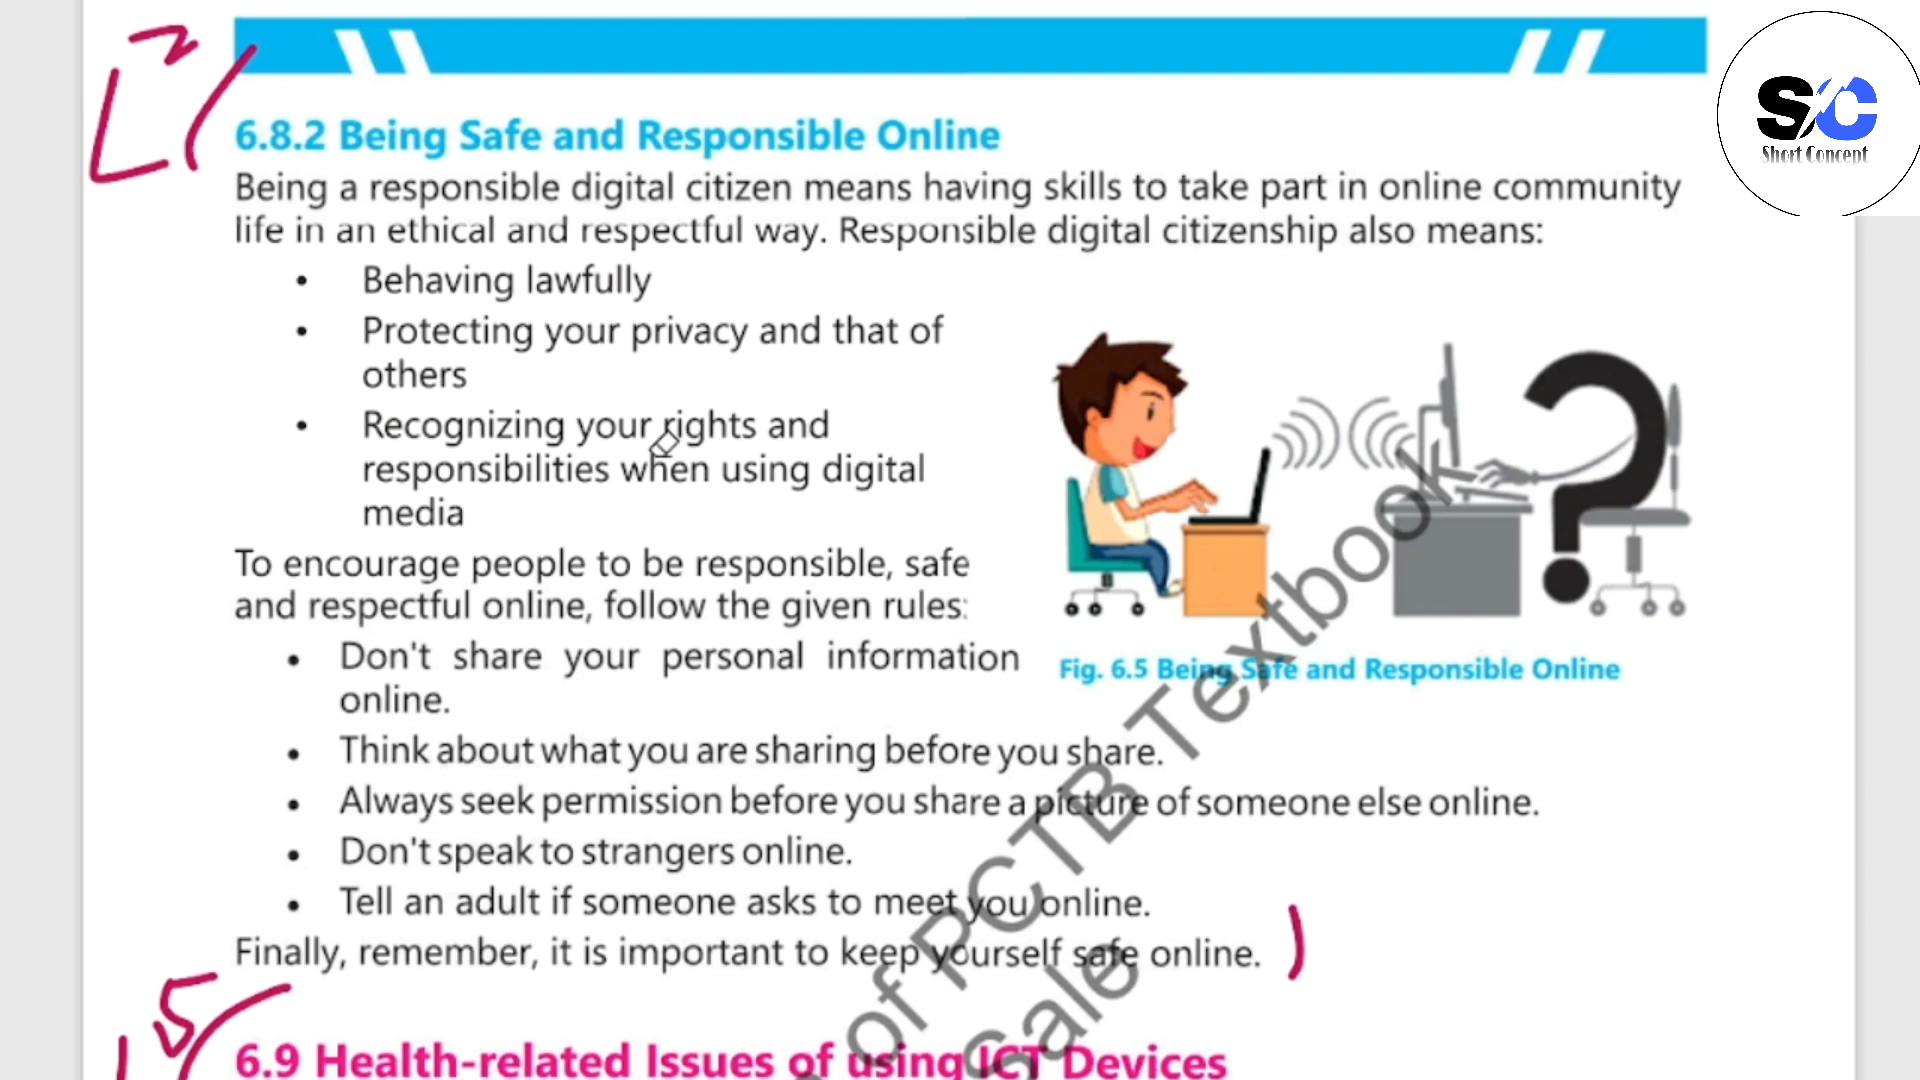 SC
Short Concept
6.8.2 Being Safe and Responsible Online
Being a responsible digital citizen means having skills to take part in online community
life in an ethical and respectful way. Responsible digital citizenship also means:
• Behaving lawfully
• Protecting your privacy and that of
others
• Recognizing your rights and
responsibilities when using digital
media
To encourage people to be responsible, safe
and respectful online, follow the given rules:
• Don't share your personal information
online.
Fig. 6.5 Being Safe and Responsible Online
• Think about what you are sharing before you share.
• Always seek permission before you share a picture of someone else online.
• Don't speak to strangers online.
• Tell an adult if someone asks to meet you online.
Finally, remember, it is important to keep yourself safe online.
6.9 Health-related Issues of using ICT Devices
of PCTB Textbook
Sale